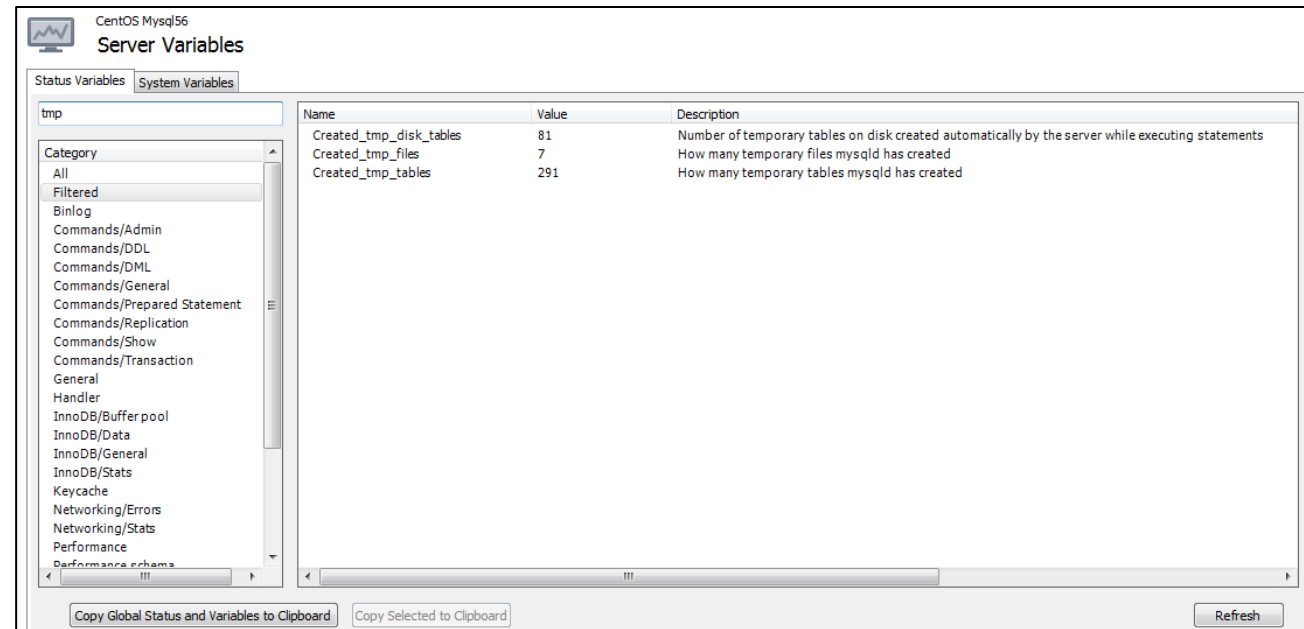 CentOS Mysql56
Server Variables
Status Variables System Variables
tmp
Category
All
Filtered
Binlog
Commands/Admin
Commands/DDL
Commands/DML
Commands/General
Commands/Prepared Statement
Commands/Replication
Commands/Show
Commands/Transaction
General
Handler
InnoDB/Buffer pool
InnoDB/Data
InnoDB/General
InnoDB/Stats
Keycache
Networking/Errors
Networking/Stats
Performance
Performance schema
Name Value Description
Created_tmp_disk_tables 81 Number of temporary tables on disk created automatically by the server while executing statements
Created_tmp_files 7 How many temporary files mysqld has created
Created_tmp_tables 291 How many temporary tables mysqld has created
Copy Global Status and Variables to Clipboard Copy Selected to Clipboard Refresh